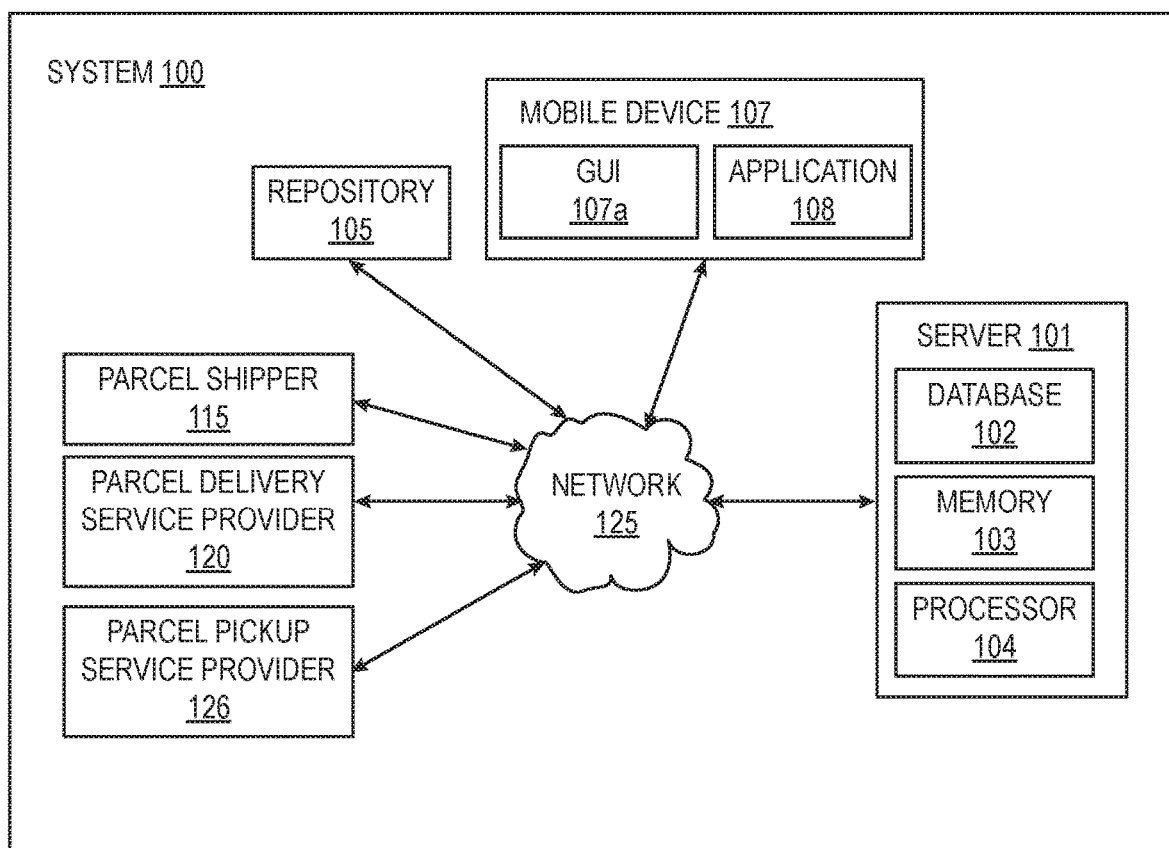 SYSTEM 100
MOBILE DEVICE 107
GUI
107a
APPLICATION
108
REPOSITORY
105
SERVER 101
DATABASE
102
MEMORY
103
PROCESSOR
104
PARCEL SHIPPER
115
PARCEL DELIVERY
SERVICE PROVIDER
120
PARCEL PICKUP
SERVICE PROVIDER
126
NETWORK
125